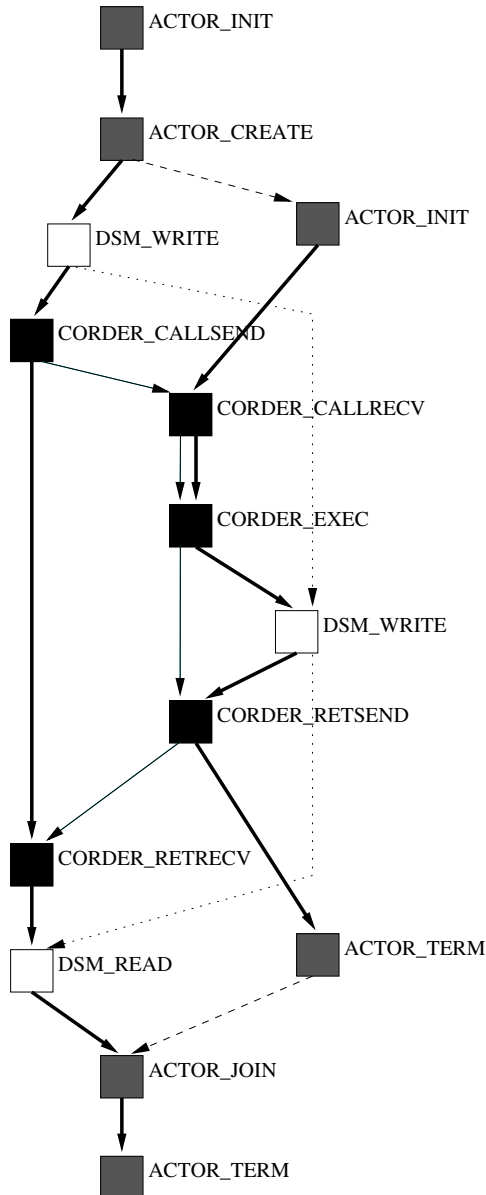 ACTOR_INIT
ACTOR_CREATE
ACTOR_INIT
DSM_WRITE
CORDER_CALLSEND
CORDER_CALLRECV
CORDER_EXEC
DSM_WRITE
CORDER_RETSEND
CORDER_RETRECV
ACTOR_TERM
DSM_READ
ACTOR_JOIN
ACTOR_TERM